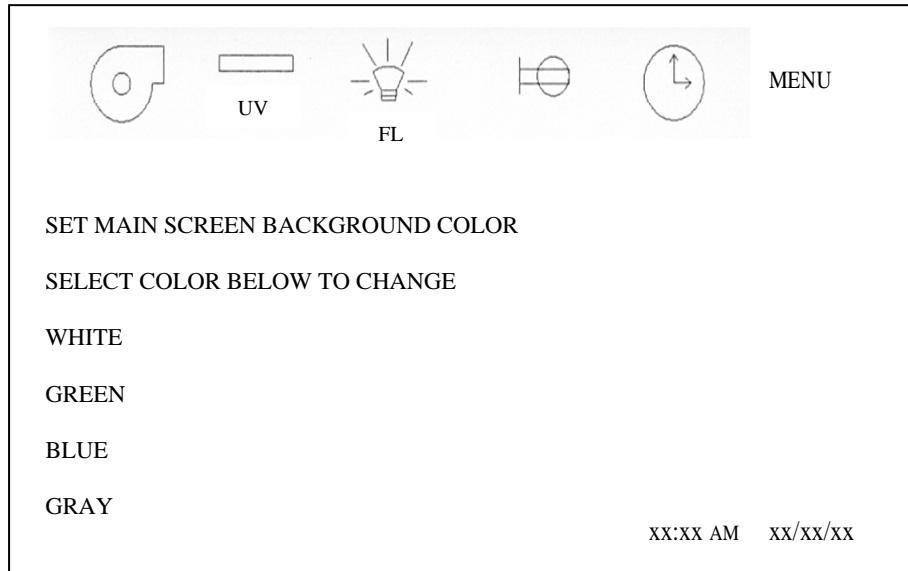 MENU
UV
FL
SET MAIN SCREEN BACKGROUND COLOR
SELECT COLOR BELOW TO CHANGE
WHITE
GREEN
BLUE
GRAY
xx:xx AM xx/xx/xx